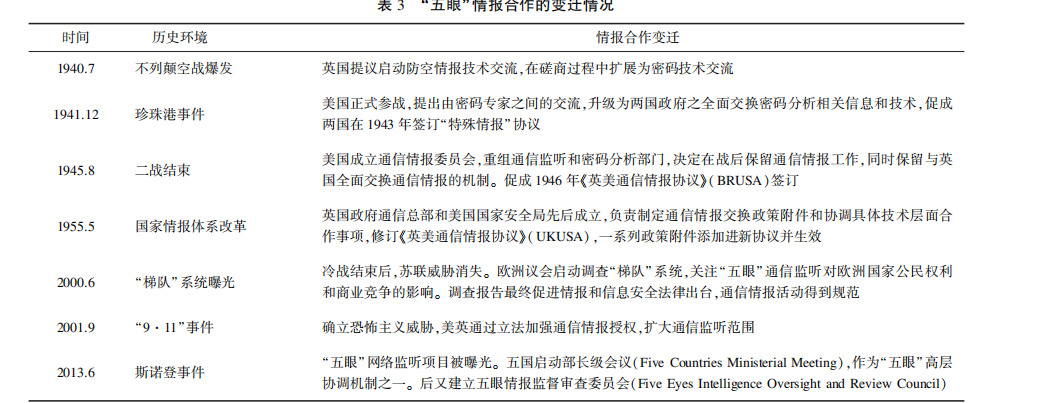 表 3 “五眼”情报合作的变迁情况
时间 历史环境 情报合作变迁
1940.7 不列颠空战爆发 英国提议启动防空情报技术交流,在磋商过程中扩展为密码技术交流
1941.12 珍珠港事件 美国正式参战,提出由密码专家之间的交流,升级为两国政府之全面交换密码分析相关信息和技术,促成
两国在 1943 年签订“特殊情报”协议
1945.8 二战结束 美国成立通信情报委员会,重组通信监听和密码分析部门,决定在战后保留通信情报工作,同时保留与英
国全面交换通信情报的机制。促成 1946 年《英美通信情报协议》(BRUSA)签订
1955.5 国家情报体系改革 英国政府通信总部和美国国家安全局先后成立,负责制定通信情报交换政策附件和协调具体技术层面合
作事项,修订《英美通信情报协议》(UKUSA),一系列政策附件添加进新协议并生效
2000.6 “梯队”系统曝光 冷战结束后,苏联威胁消失。欧洲议会启动调查“梯队”系统,关注“五眼”通信监听对欧洲国家公民权利
和商业竞争的影响。调查报告最终促进情报和信息安全法律出台,通信情报活动得到规范
2001.9 “9·11”事件 确立恐怖主义威胁,美英通过立法加强通信情报授权,扩大通信监听范围
2013.6 斯诺登事件 “五眼”网络监听项目被曝光。五国启动部长级会议(Five Countries Ministerial Meeting),作为“五眼”高层
协调机制之一。后又建立五眼情报监督审查委员会(Five Eyes Intelligence Oversight and Review Council)